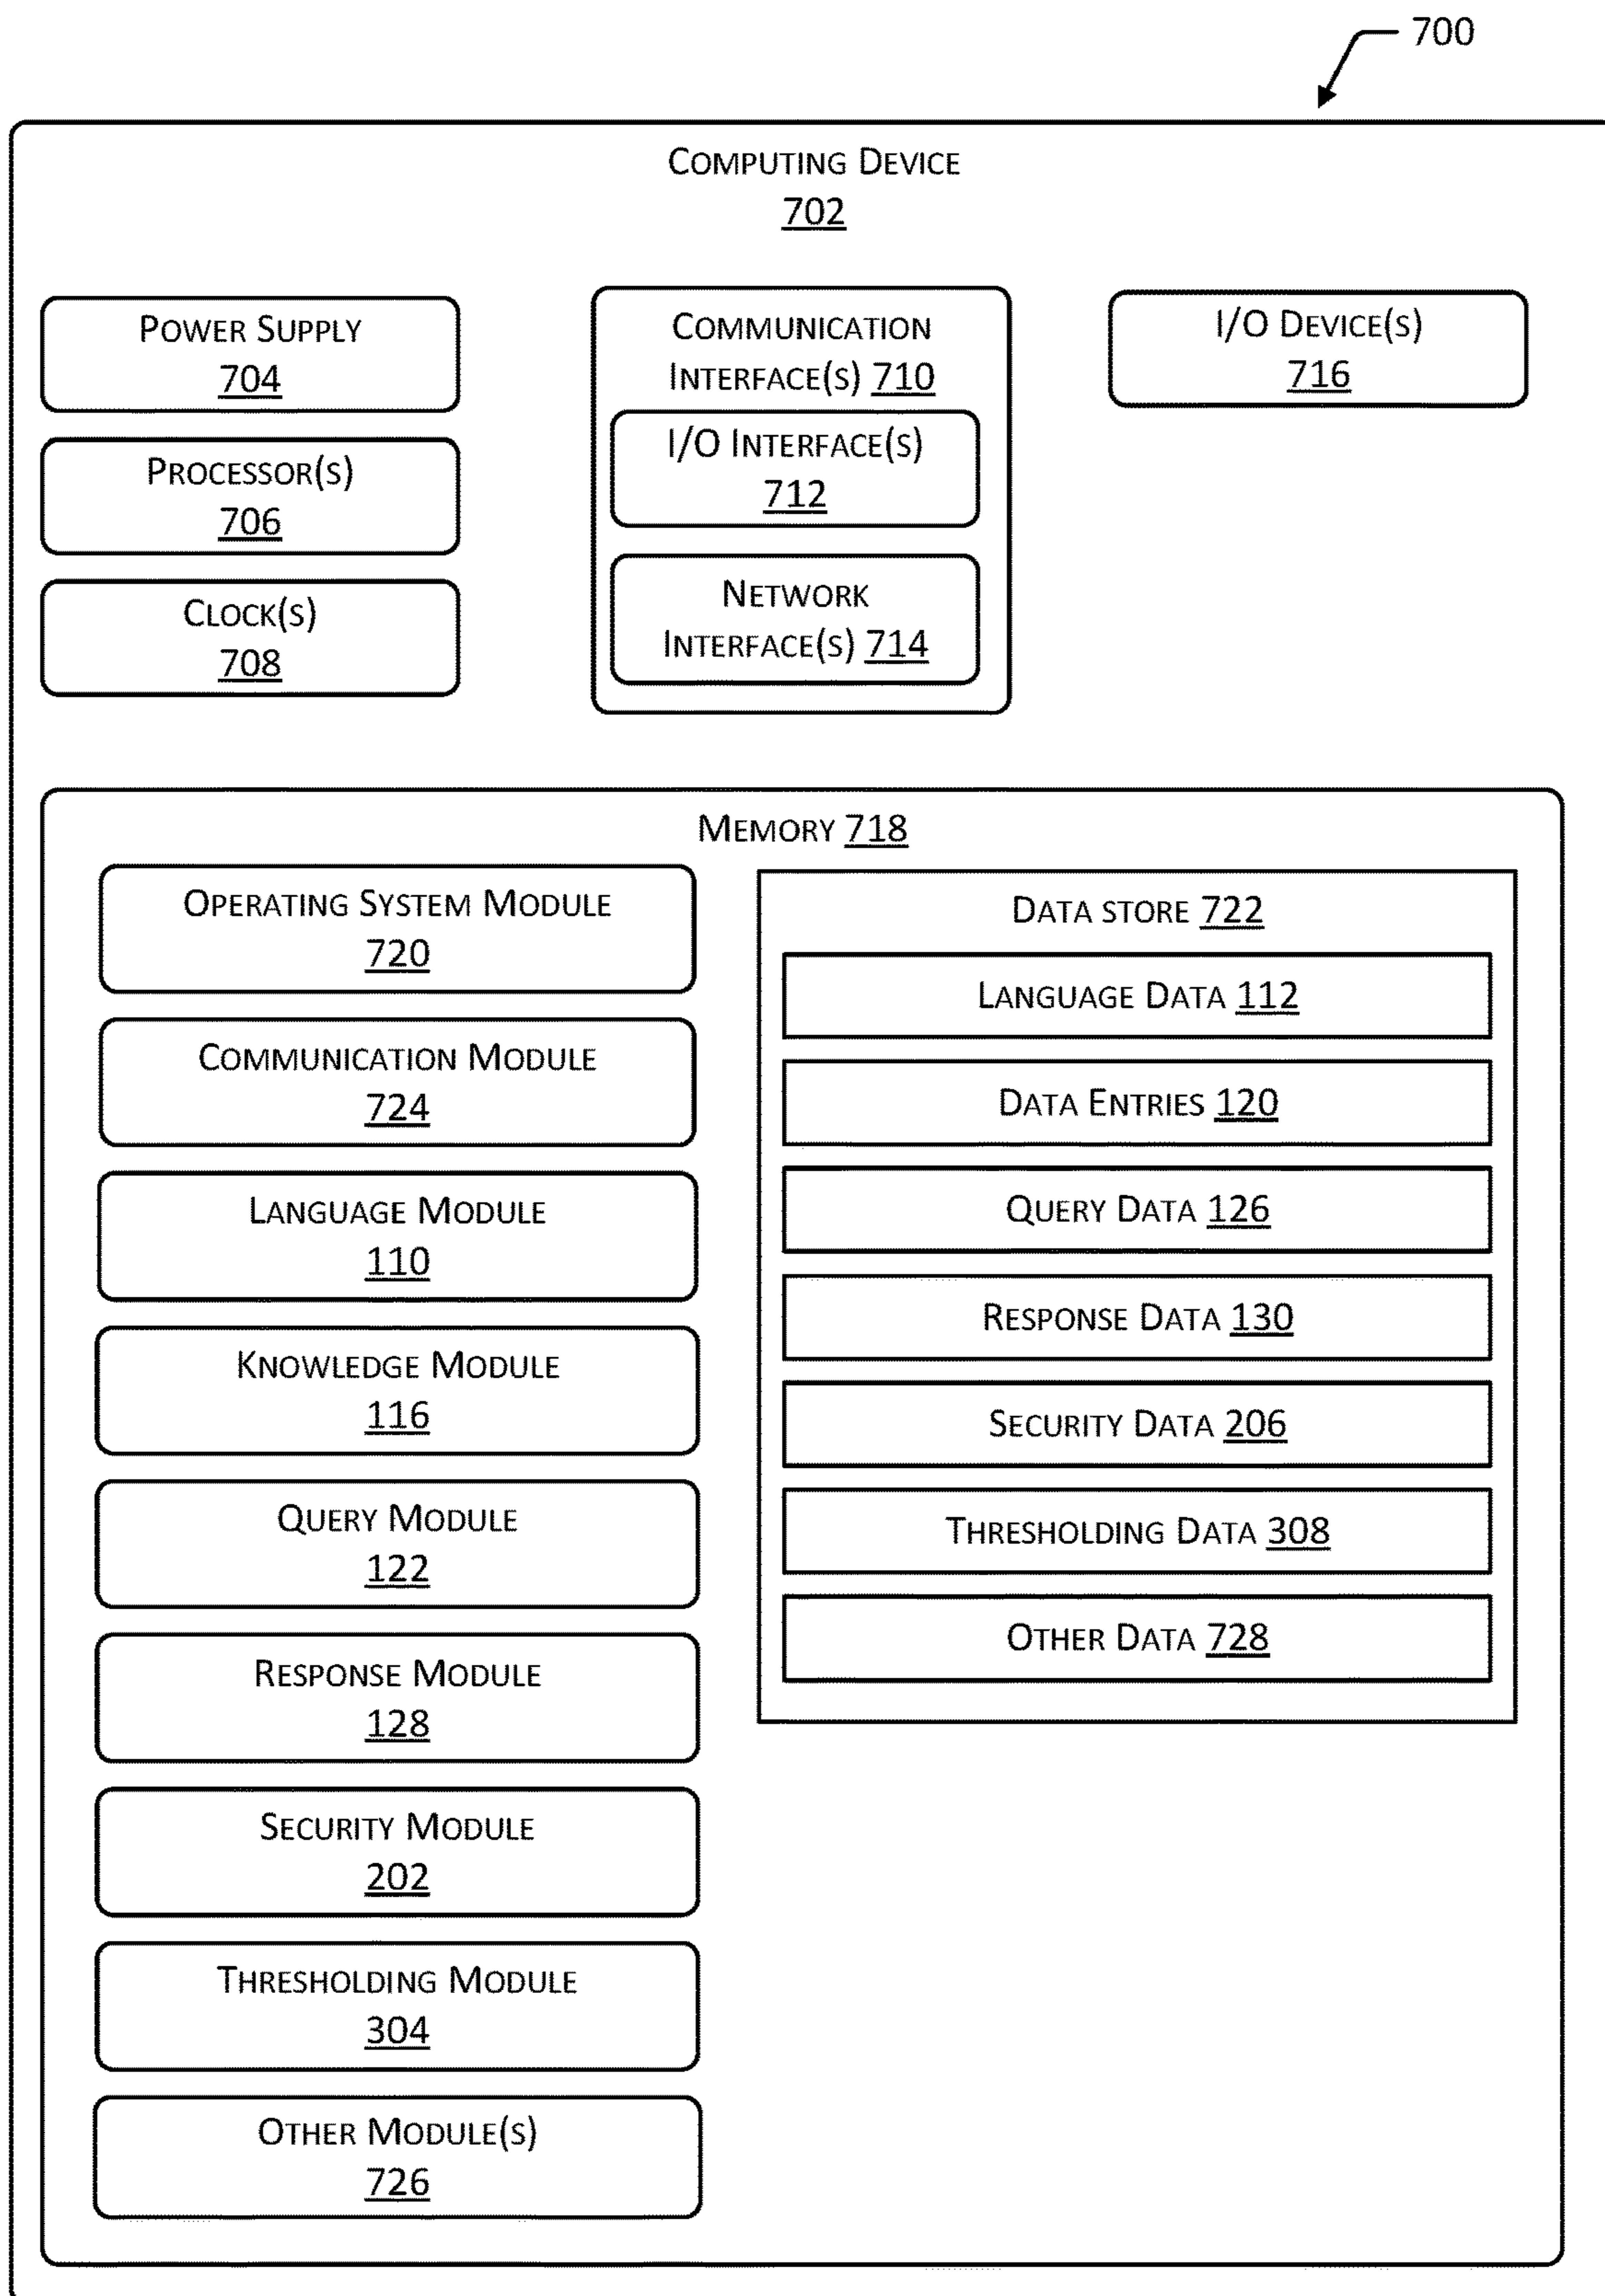 700
COMPUTING DEVICE
702
POWER SUPPLY
704
PROCESSOR(S)
706
CLOCK(S)
708
COMMUNICATION
INTERFACE(S) 710
I/O INTERFACE(S)
712
NETWORK
INTERFACE(S) 714
I/O DEVICE(S)
716
MEMORY 718
OPERATING SYSTEM MODULE
720
COMMUNICATION MODULE
724
LANGUAGE MODULE
110
KNOWLEDGE MODULE
116
QUERY MODULE
122
RESPONSE MODULE
128
SECURITY MODULE
202
THRESHOLDING MODULE
304
OTHER MODULE(S)
726
DATA STORE 722
LANGUAGE DATA 112
DATA ENTRIES 120
QUERY DATA 126
RESPONSE DATA 130
SECURITY DATA 206
THRESHOLDING DATA 308
OTHER DATA 728